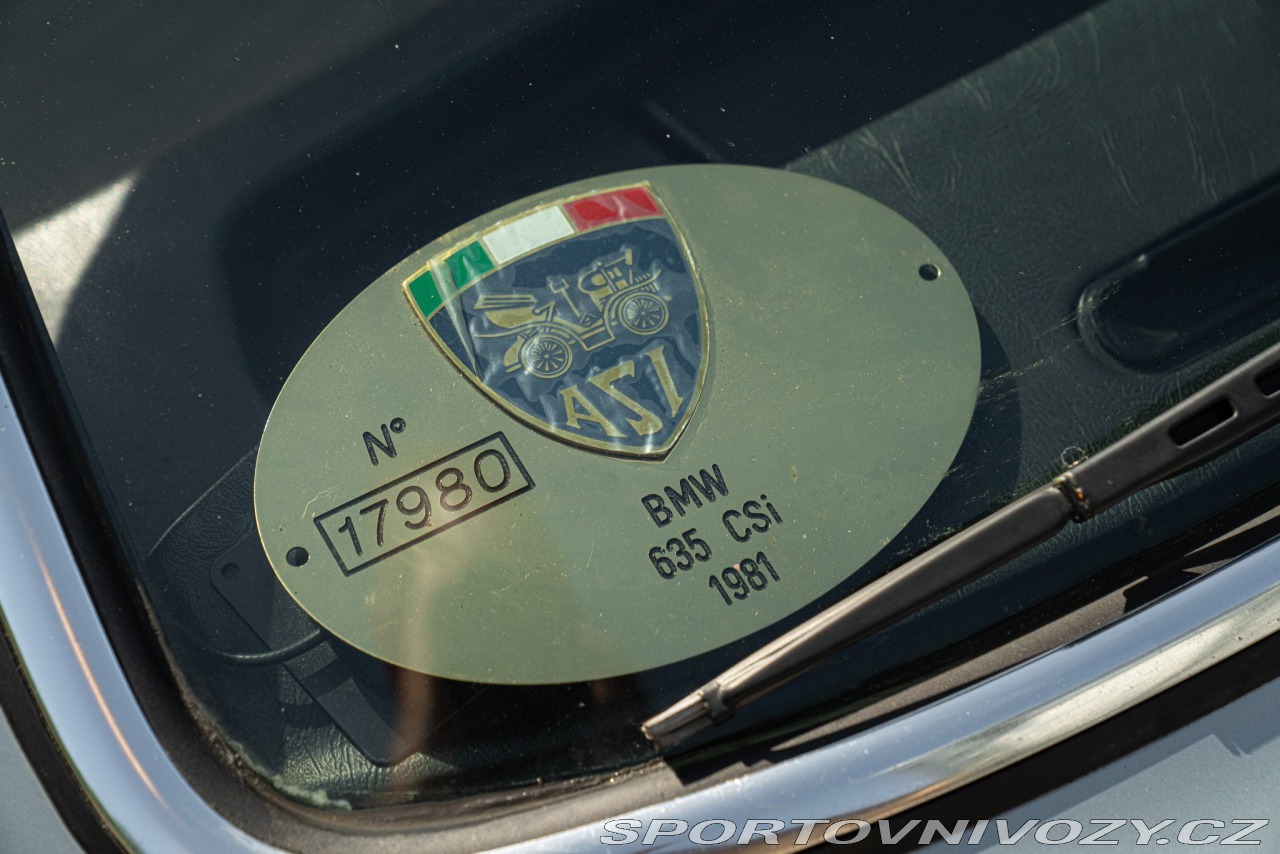 ASI
N°
17980
BMW
635 CSi
1981
SPORTOVNIVOZY.CZ